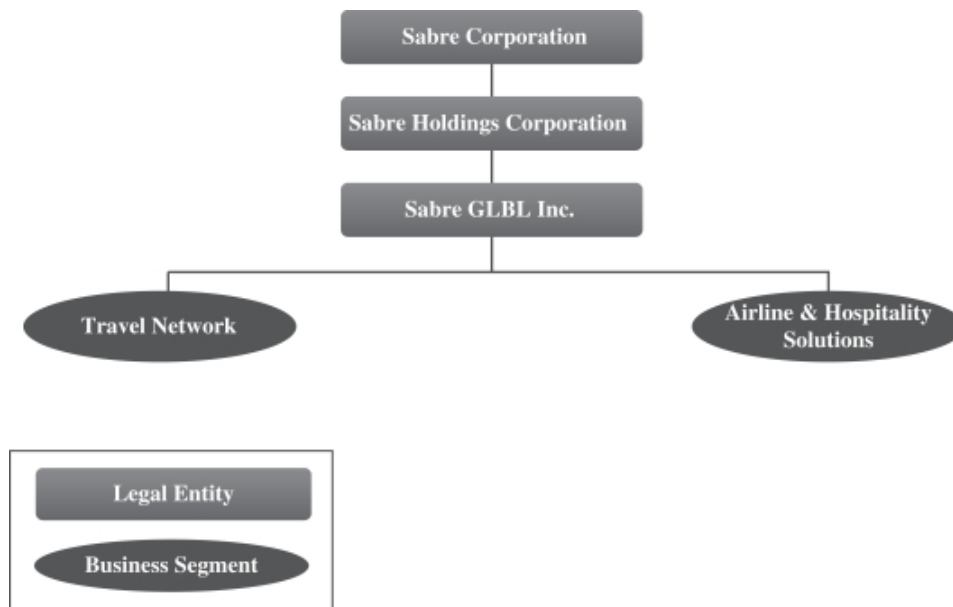 Sabre Corporation
Sabre Holdings Corporation
Sabre GLBL Inc.
Travel Network
Airline & Hospitality
Solutions
Legal Entity
Business Segment